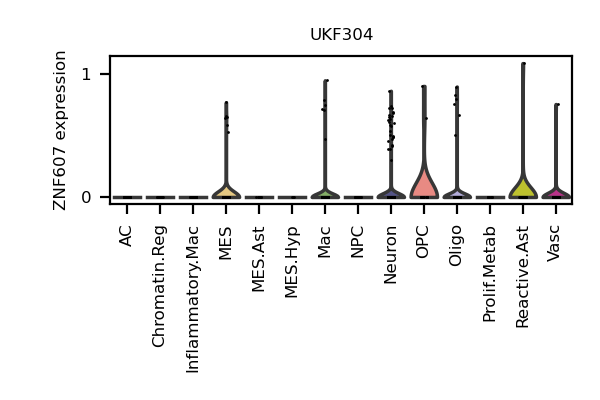 UKF304
ZNF607 expression
1
0
AC
Chromatin.Reg
Inflammatory.Mac
MES
MES.Ast
MES.Hyp
Mac
NPC
Neuron
OPC
Oligo
Prolif.Metab
Reactive.Ast
Vasc